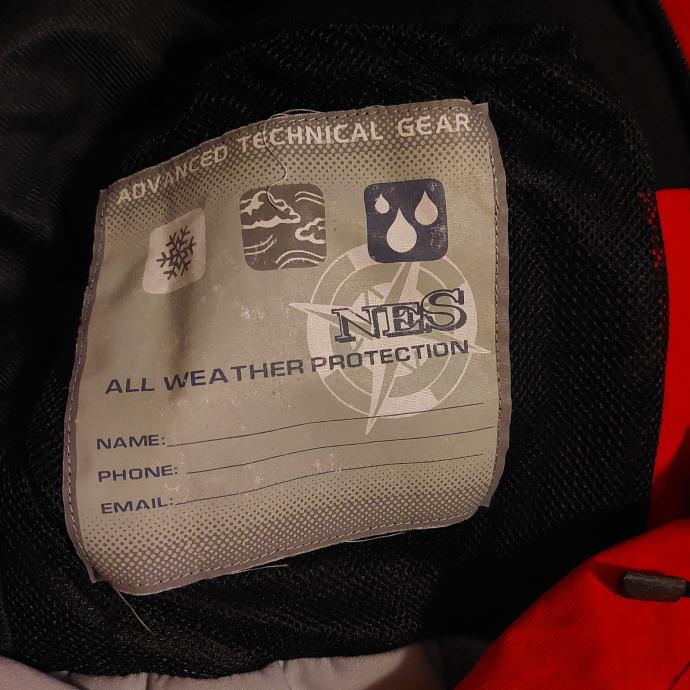 ADVANCED TECHNICAL GEAR
NES
ALL WEATHER PROTECTION
NAME:
PHONE:
EMAIL: